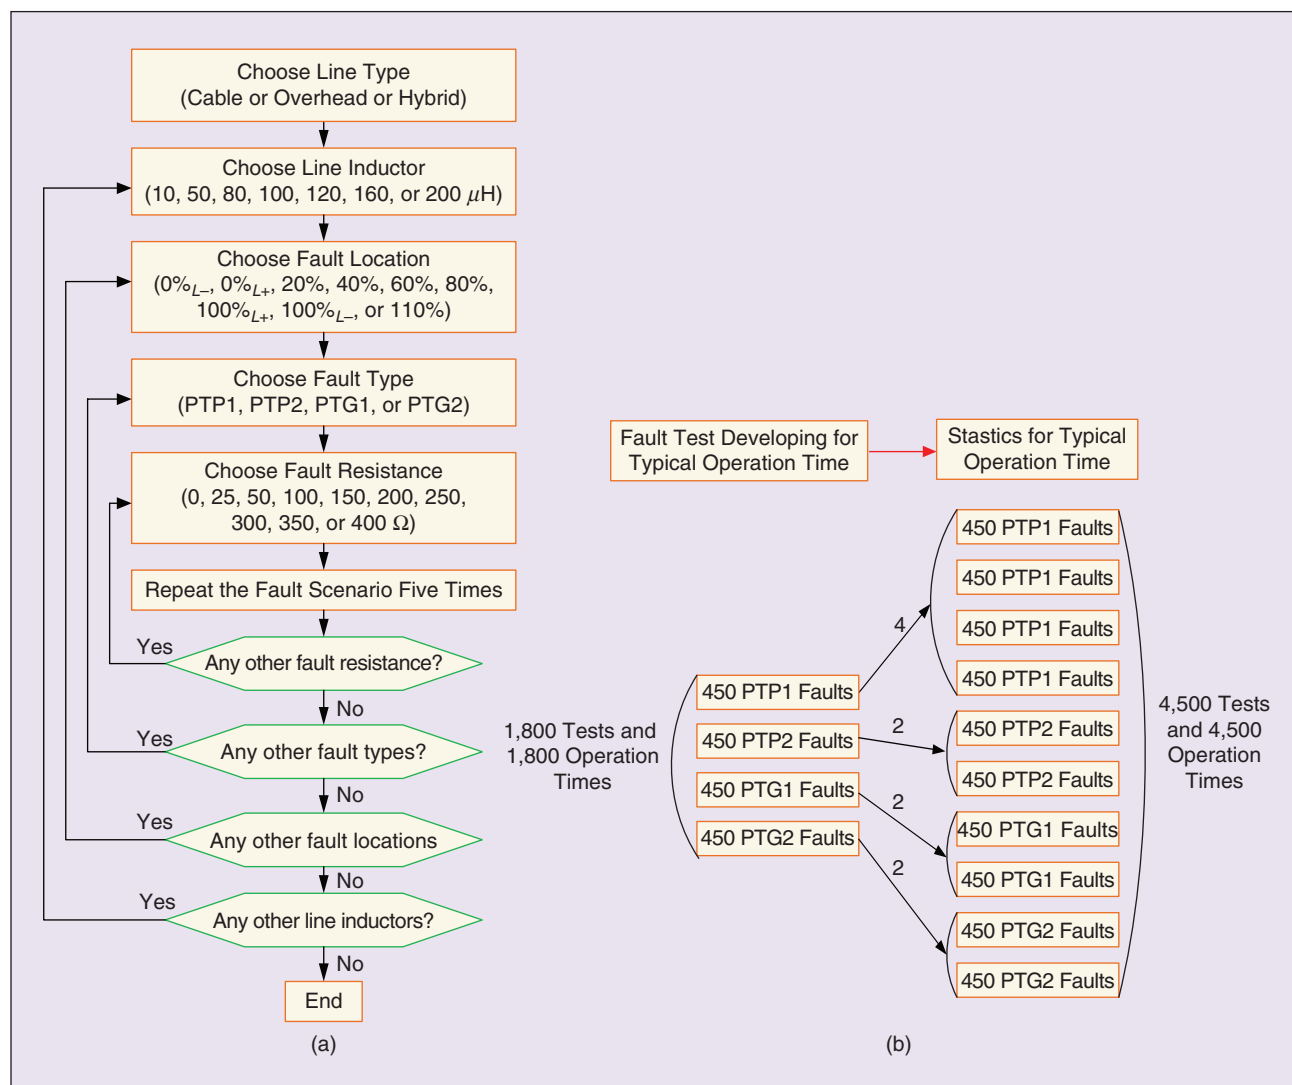 Choose Line Type
(Cable or Overhead or Hybrid)
Choose Line Inductor
(10, 50, 80, 100, 120, 160, or 200 μH)
Choose Fault Location
(0%L–, 0%L+, 20%, 40%, 60%, 80%,
100%L+, 100%L–, or 110%)
Choose Fault Type
(PTP1, PTP2, PTG1, or PTG2)
Choose Fault Resistance
(0, 25, 50, 100, 150, 200, 250,
300, 350, or 400 Ω)
Repeat the Fault Scenario Five Times
Yes
Any other fault resistance?
No
Yes
Any other fault types?
No
Yes
Any other fault locations
No
Yes
Any other line inductors?
No
End
(a)
Fault Test Developing for
Typical Operation Time
Stastics for Typical
Operation Time
1,800 Tests and
1,800 Operation
Times
450 PTP1 Faults
450 PTP2 Faults
450 PTG1 Faults
450 PTG2 Faults
4
2
2
2
450 PTP1 Faults
450 PTP1 Faults
450 PTP1 Faults
450 PTP1 Faults
450 PTP2 Faults
450 PTP2 Faults
450 PTG1 Faults
450 PTG1 Faults
450 PTG2 Faults
450 PTG2 Faults
4,500 Tests
and 4,500
Operation
Times
(b)